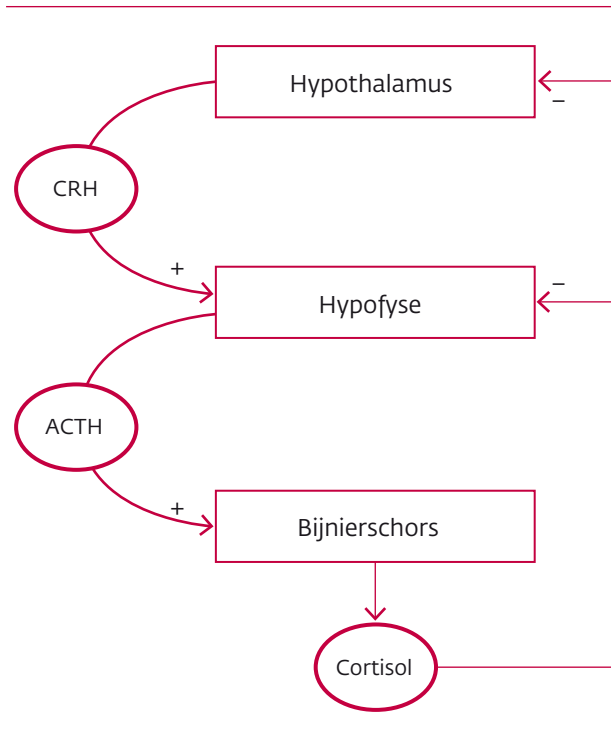 Hypothalamus
–
CRH
+
–
Hypofyse
ACTH
+
Bijnierschors
Cortisol